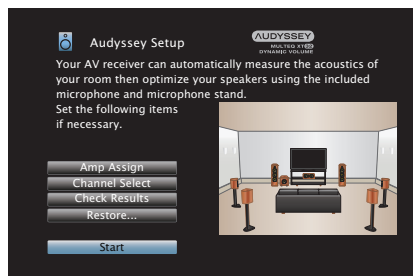 Audyssey Setup
AUDYSSEY
MULTEQ XT32
DYNAMIC VOLUME
Your AV receiver can automatically measure the acoustics of
your room then optimize your speakers using the included
microphone and microphone stand.
Set the following items
if necessary.
Amp Assign
Channel Select
Check Results
Restore...
Start